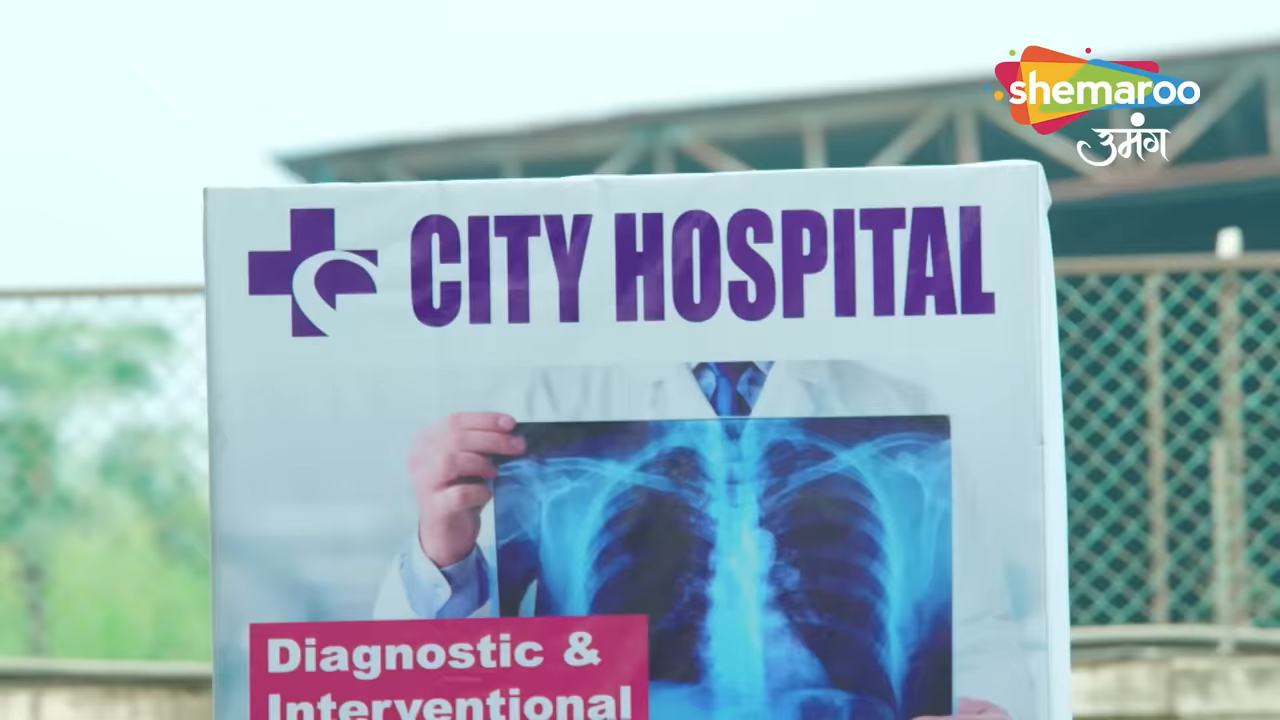 shemaroo
उमंग
CITY HOSPITAL
Diagnostic &
Interventional